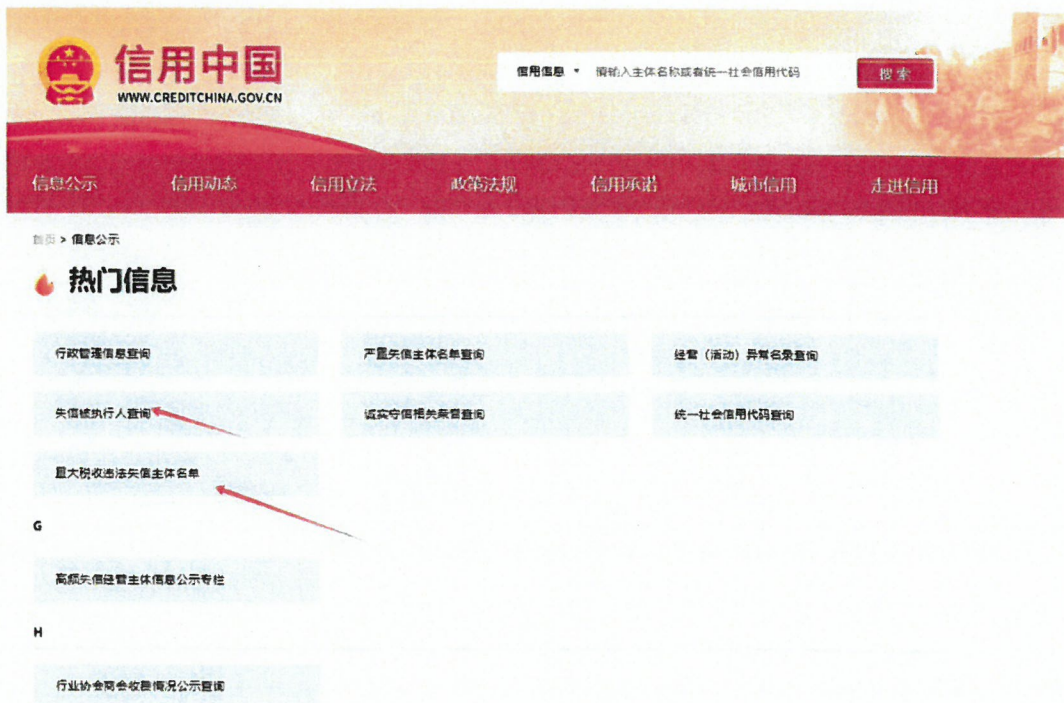 信用中国
WWW.CREDITCHINA.GOV.CN
信用信息 请输入主体名称或者统一社会信用代码 搜索
信息公示 信用动态 信用立法 政策法规 信用承诺 城市信用 走进信用
首页 > 信息公示
热门信息
行政管理信息查询 严重失信主体名单查询 经营（活动）异常名录查询
失信被执行人查询 诚实守信相关荣誉查询 统一社会信用代码查询
重大税收违法失信主体名单
G
高频失信经营主体信息公示专栏
H
行业协会商会收费情况公示查询